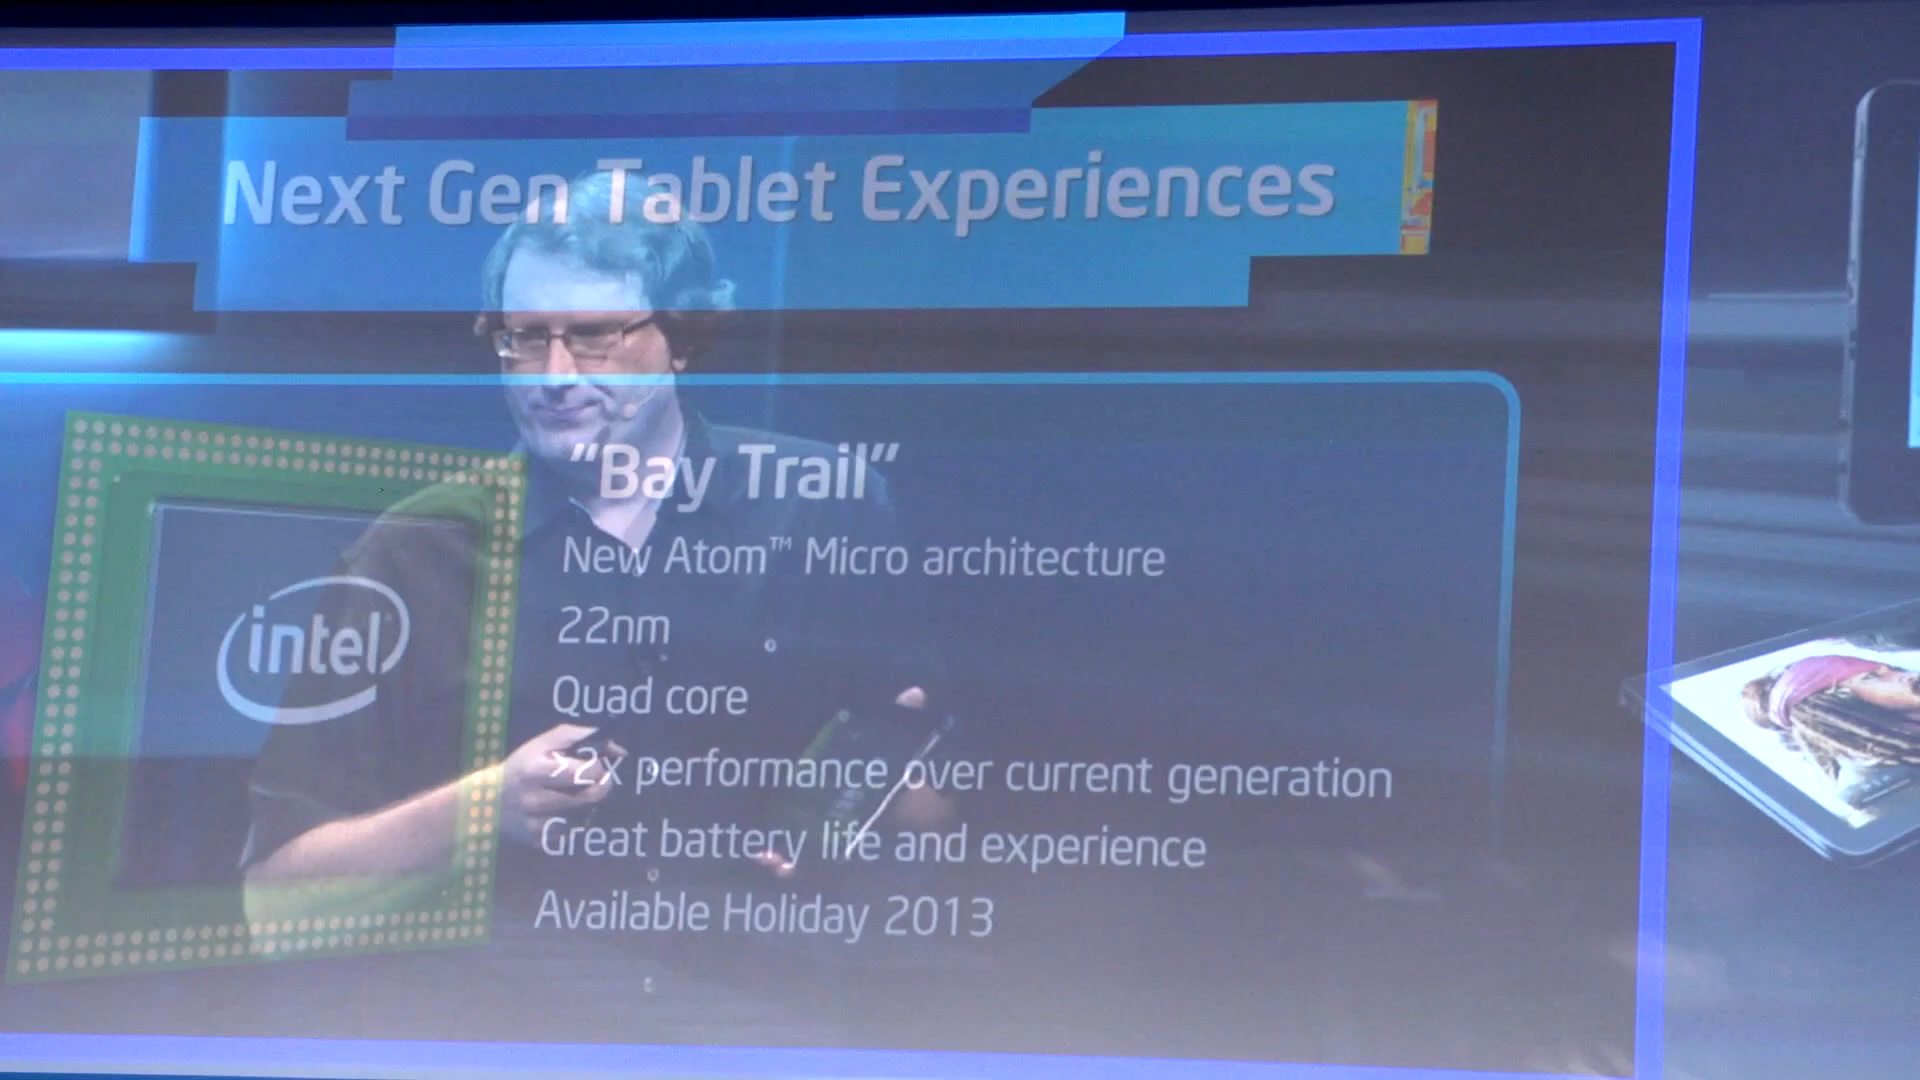 Next Gen Tablet Experiences
"Bay Trail"
New Atom™ Micro architecture
intel
22nm
Quad core
>2x performance over current generation
Great battery life and experience
Available Holiday 2013